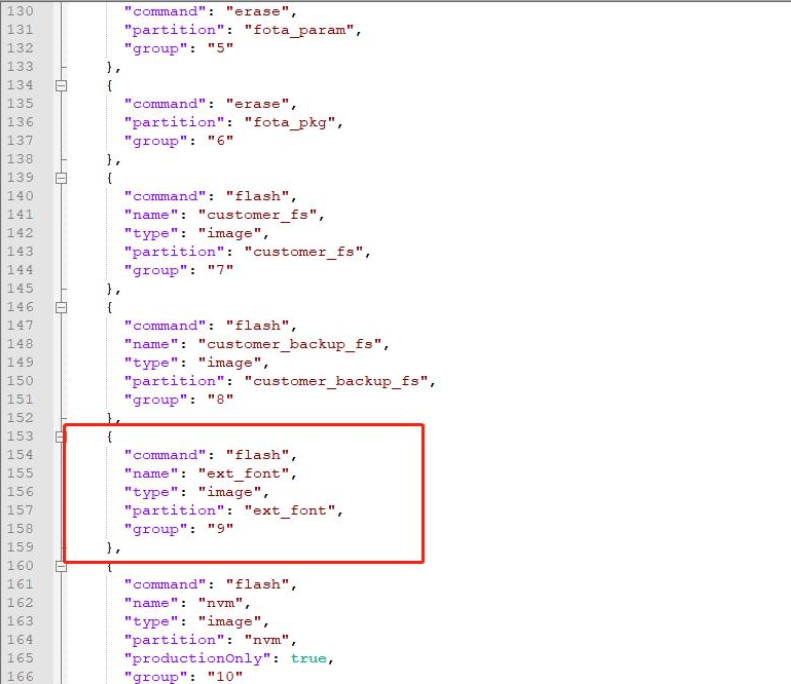 130 "command": "erase",
131 "partition": "fota_param",
132 "group": "5"
133 },
134 {
135 "command": "erase",
136 "partition": "fota_pkg",
137 "group": "6"
138 },
139 {
140 "command": "flash",
141 "name": "customer_fs",
142 "type": "image",
143 "partition": "customer_fs",
144 "group": "7"
145 },
146 {
147 "command": "flash",
148 "name": "customer_backup_fs",
149 "type": "image",
150 "partition": "customer_backup_fs",
151 "group": "8"
152 },
153 {
154 "command": "flash",
155 "name": "ext_font",
156 "type": "image",
157 "partition": "ext_font",
158 "group": "9"
159 },
160 {
161 "command": "flash",
162 "name": "nvm",
163 "type": "image",
164 "partition": "nvm",
165 "productionOnly": true,
166 "group": "10"